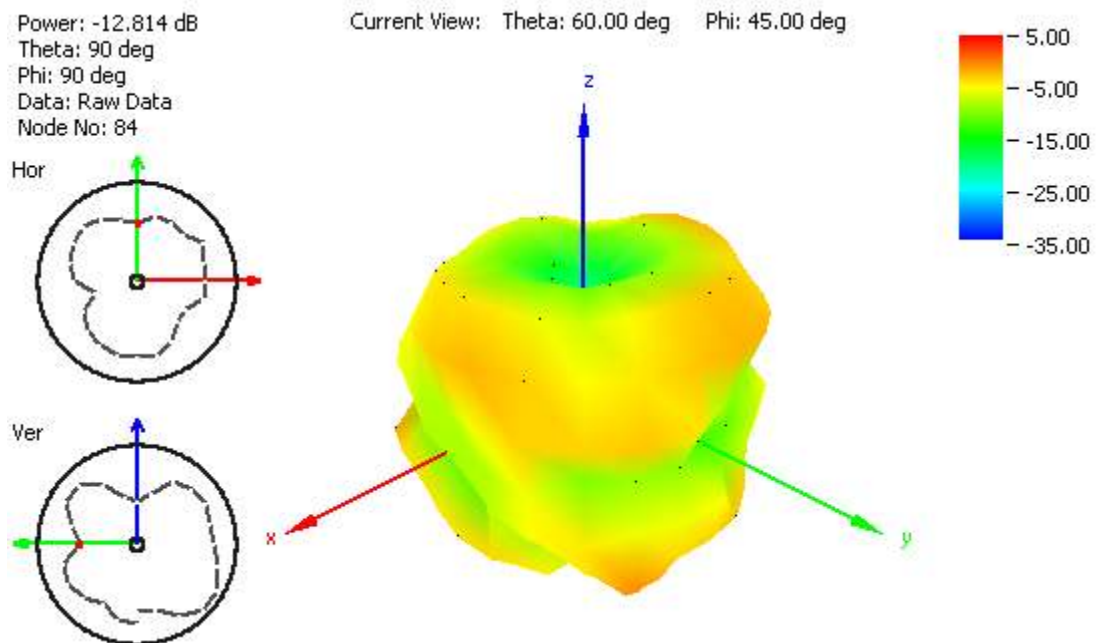 Power: -12.814 dB
Theta: 90 deg
Phi: 90 deg
Data: Raw Data
Node No: 84
Current View: Theta: 60.00 deg Phi: 45.00 deg
5.00
-5.00
-15.00
-25.00
-35.00
Hor
Ver
z
x
y